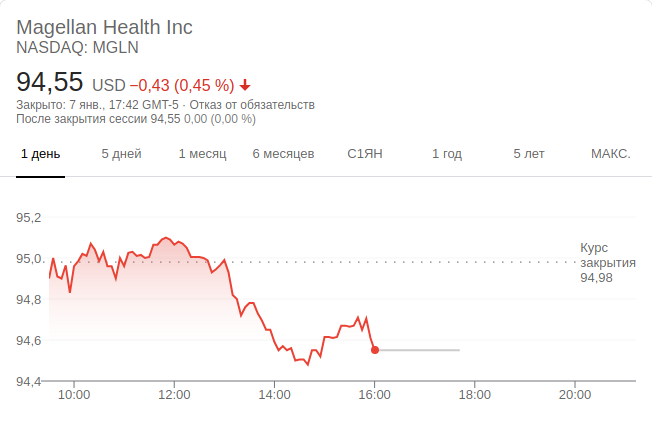 Magellan Health Inc
NASDAQ: MGLN
94,55 USD −0,43 (0,45 %)
Закрыто: 7 янв., 17:42 GMT-5 · Отказ от обязательств
После закрытия сессии 94,55 0,00 (0,00 %)
1 день 5 дней 1 месяц 6 месяцев С1ЯН 1 год 5 лет МАКС.
95,2
95,0
94,8
94,6
94,4
Курс
закрытия
94,98
10:00 12:00 14:00 16:00 18:00 20:00